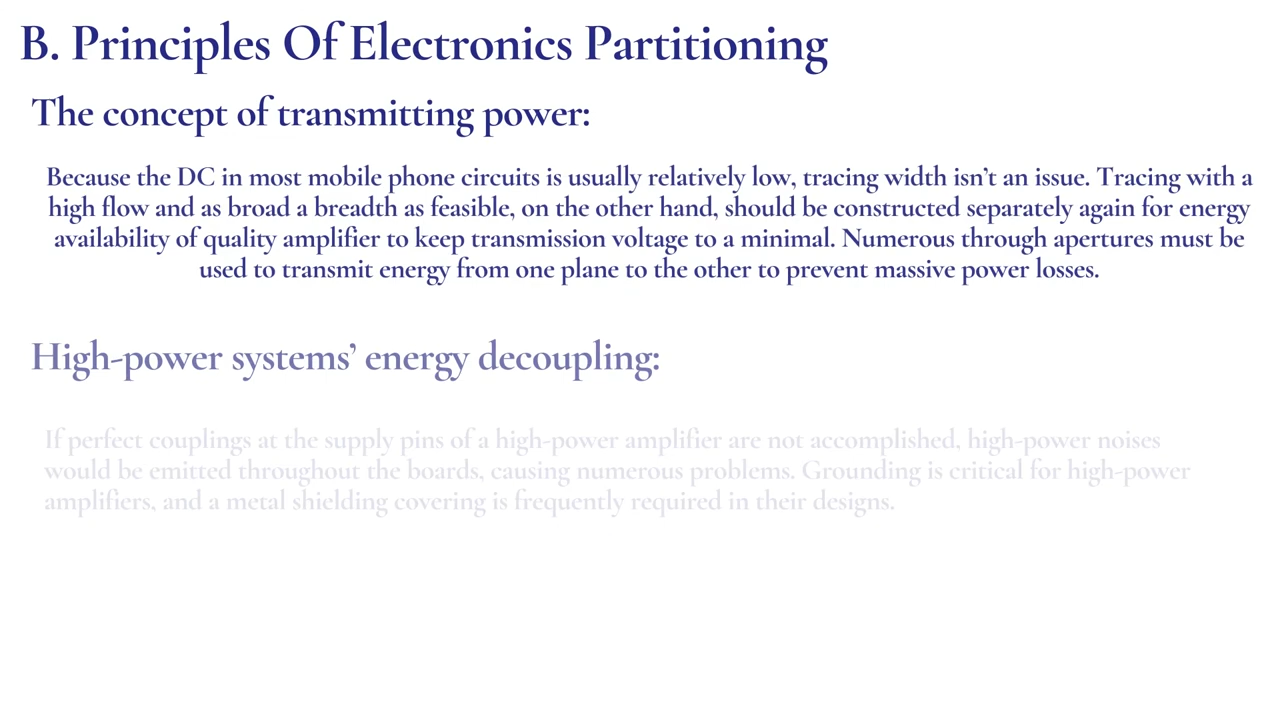 B. Principles Of Electronics Partitioning
The concept of transmitting power:
Because the DC in most mobile phone circuits is usually relatively low, tracing width isn’t an issue. Tracing with a
high flow and as broad a breadth as feasible, on the other hand, should be constructed separately again for energy
availability of quality amplifier to keep transmission voltage to a minimal. Numerous through apertures must be
used to transmit energy from one plane to the other to prevent massive power losses.
High-power systems’ energy decoupling:
If perfect couplings at the supply pins of a high-power amplifier are not accomplished, high-power noises
would be emitted throughout the boards, causing numerous problems. Grounding is critical for high-power
amplifiers, and a metal shielding covering is frequently required in their designs.